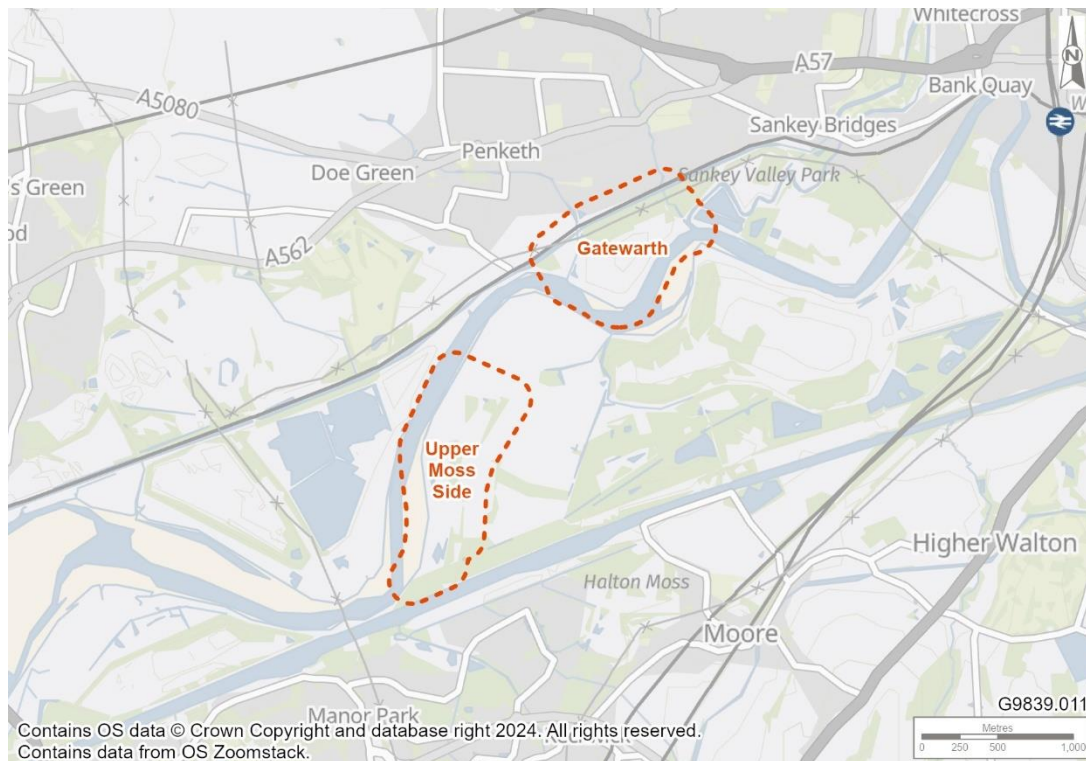 Whitecross
N
A57
Bank Quay
W
A5080
Sankey Bridges
Penketh
Doe Green
's Green
Sankey Valley Park
od
A562
Gatewarth
Upper
Moss
Side
Higher Walton
Halton Moss
Moore
G9839.011
Manor Park
Contains OS data © Crown Copyright and database right 2024. All rights reserved.
Contains data from OS Zoomstack.
Metres
0 250 500 1,000